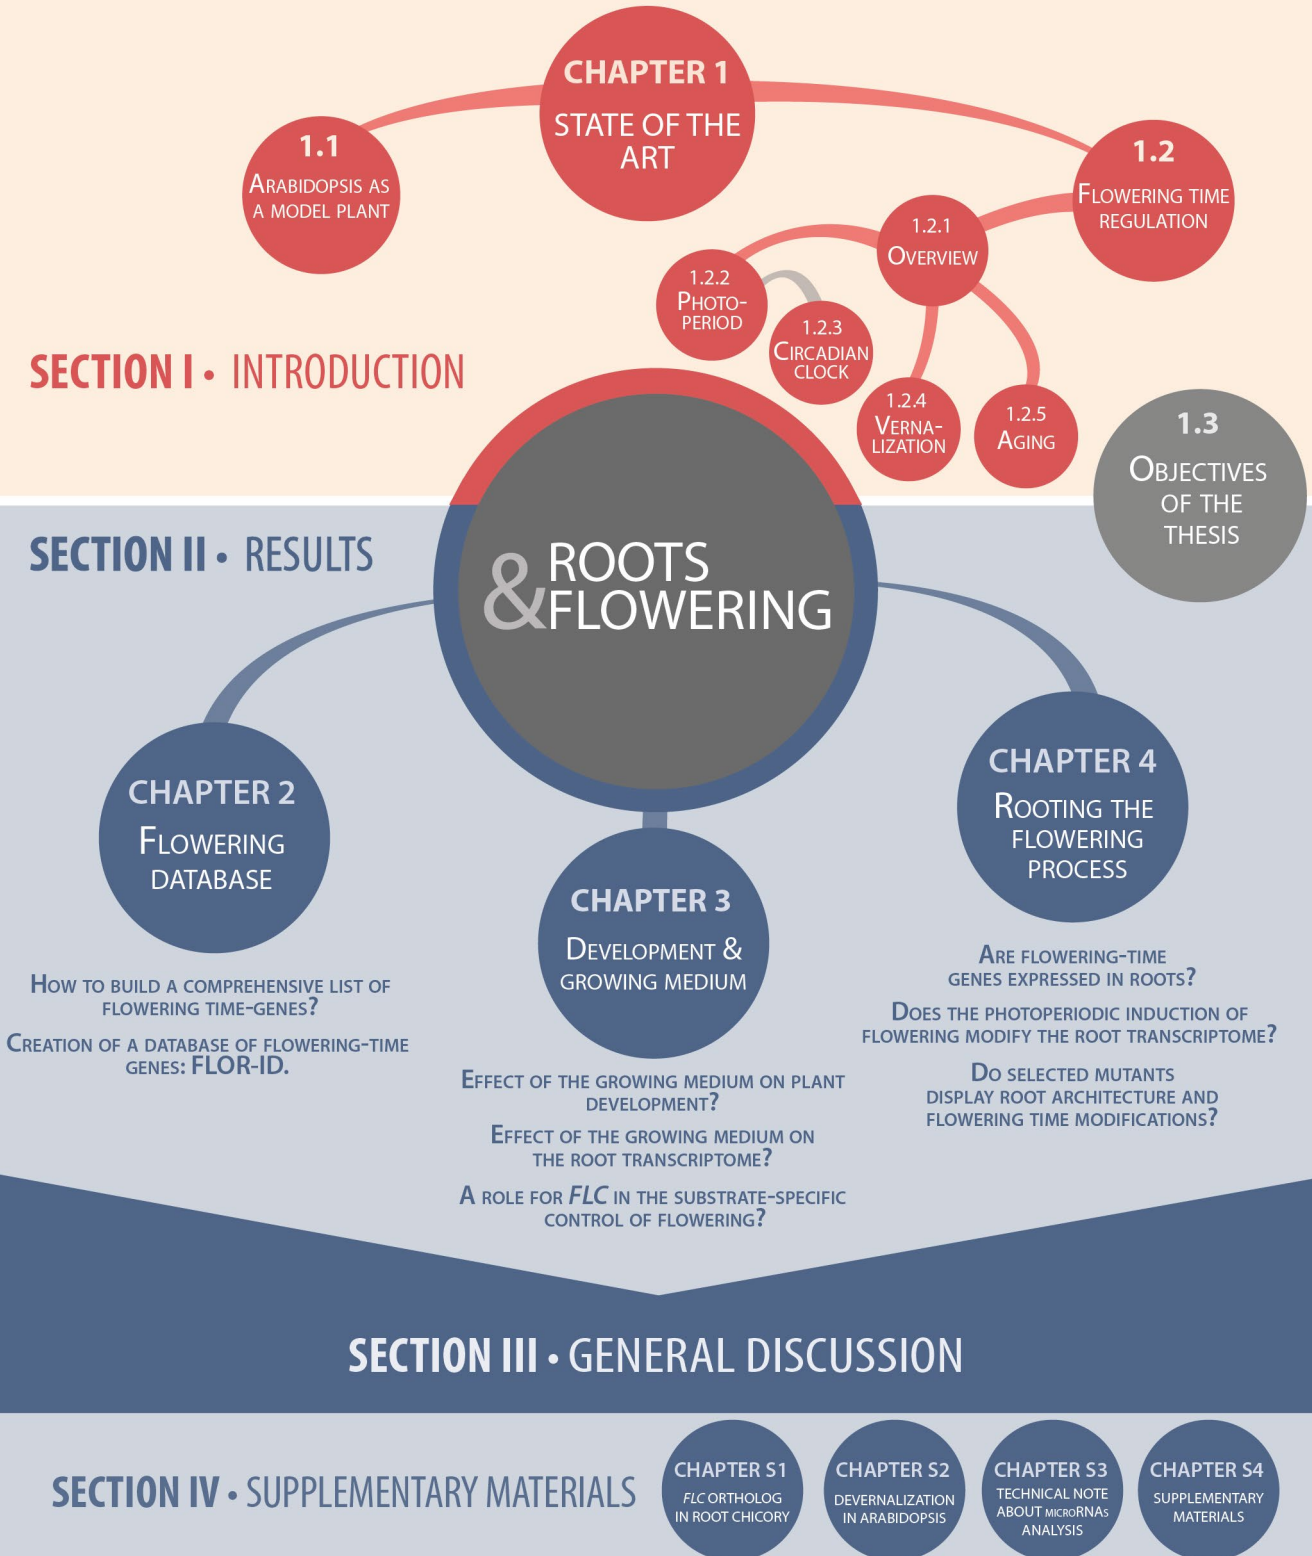 CHAPTER 1
STATE OF THE
ART
1.1
ARABIDOPSIS AS
A MODEL PLANT
1.2
FLOWERING TIME
REGULATION
1.2.1
OVERVIEW
1.2.2
PHOTO-
PERIOD
1.2.3
CIRCADIAN
CLOCK
1.2.4
VERNA-
LIZATION
1.2.5
AGING
SECTION I • INTRODUCTION
1.3
OBJECTIVES
OF THE
THESIS
SECTION II • RESULTS
ROOTS
&FLOWERING
CHAPTER 2
FLOWERING
DATABASE
HOW TO BUILD A COMPREHENSIVE LIST OF
FLOWERING TIME-GENES?
CREATION OF A DATABASE OF FLOWERING-TIME
GENES: FLOR-ID.
CHAPTER 3
DEVELOPMENT &
GROWING MEDIUM
EFFECT OF THE GROWING MEDIUM ON PLANT
DEVELOPMENT?
EFFECT OF THE GROWING MEDIUM ON
THE ROOT TRANSCRIPTOME?
A ROLE FOR FLC IN THE SUBSTRATE-SPECIFIC
CONTROL OF FLOWERING?
CHAPTER 4
ROOTING THE
FLOWERING
PROCESS
ARE FLOWERING-TIME
GENES EXPRESSED IN ROOTS?
DOES THE PHOTOPERIODIC INDUCTION OF
FLOWERING MODIFY THE ROOT TRANSCRIPTOME?
DO SELECTED MUTANTS
DISPLAY ROOT ARCHITECTURE AND
FLOWERING TIME MODIFICATIONS?
SECTION III • GENERAL DISCUSSION
SECTION IV • SUPPLEMENTARY MATERIALS
CHAPTER S1
FLC ORTHOLOG
IN ROOT CHICORY
CHAPTER S2
DEVERNALIZATION
IN ARABIDOPSIS
CHAPTER S3
TECHNICAL NOTE
ABOUT MICRORNAs
ANALYSIS
CHAPTER S4
SUPPLEMENTARY
MATERIALS